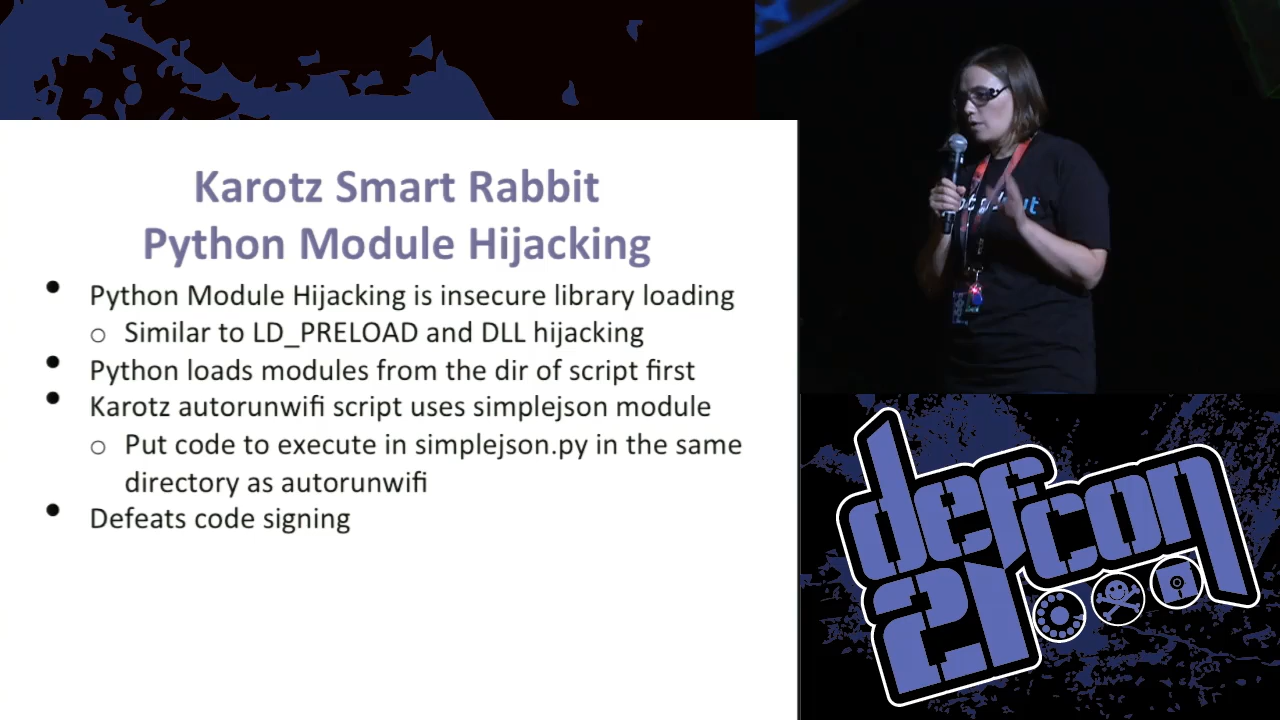 Karotz Smart Rabbit
Python Module Hijacking
• Python Module Hijacking is insecure library loading
o Similar to LD_PRELOAD and DLL hijacking
• Python loads modules from the dir of script first
• Karotz autorunwifi script uses simplejson module
o Put code to execute in simplejson.py in the same
directory as autorunwifi
• Defeats code signing
defcon
21